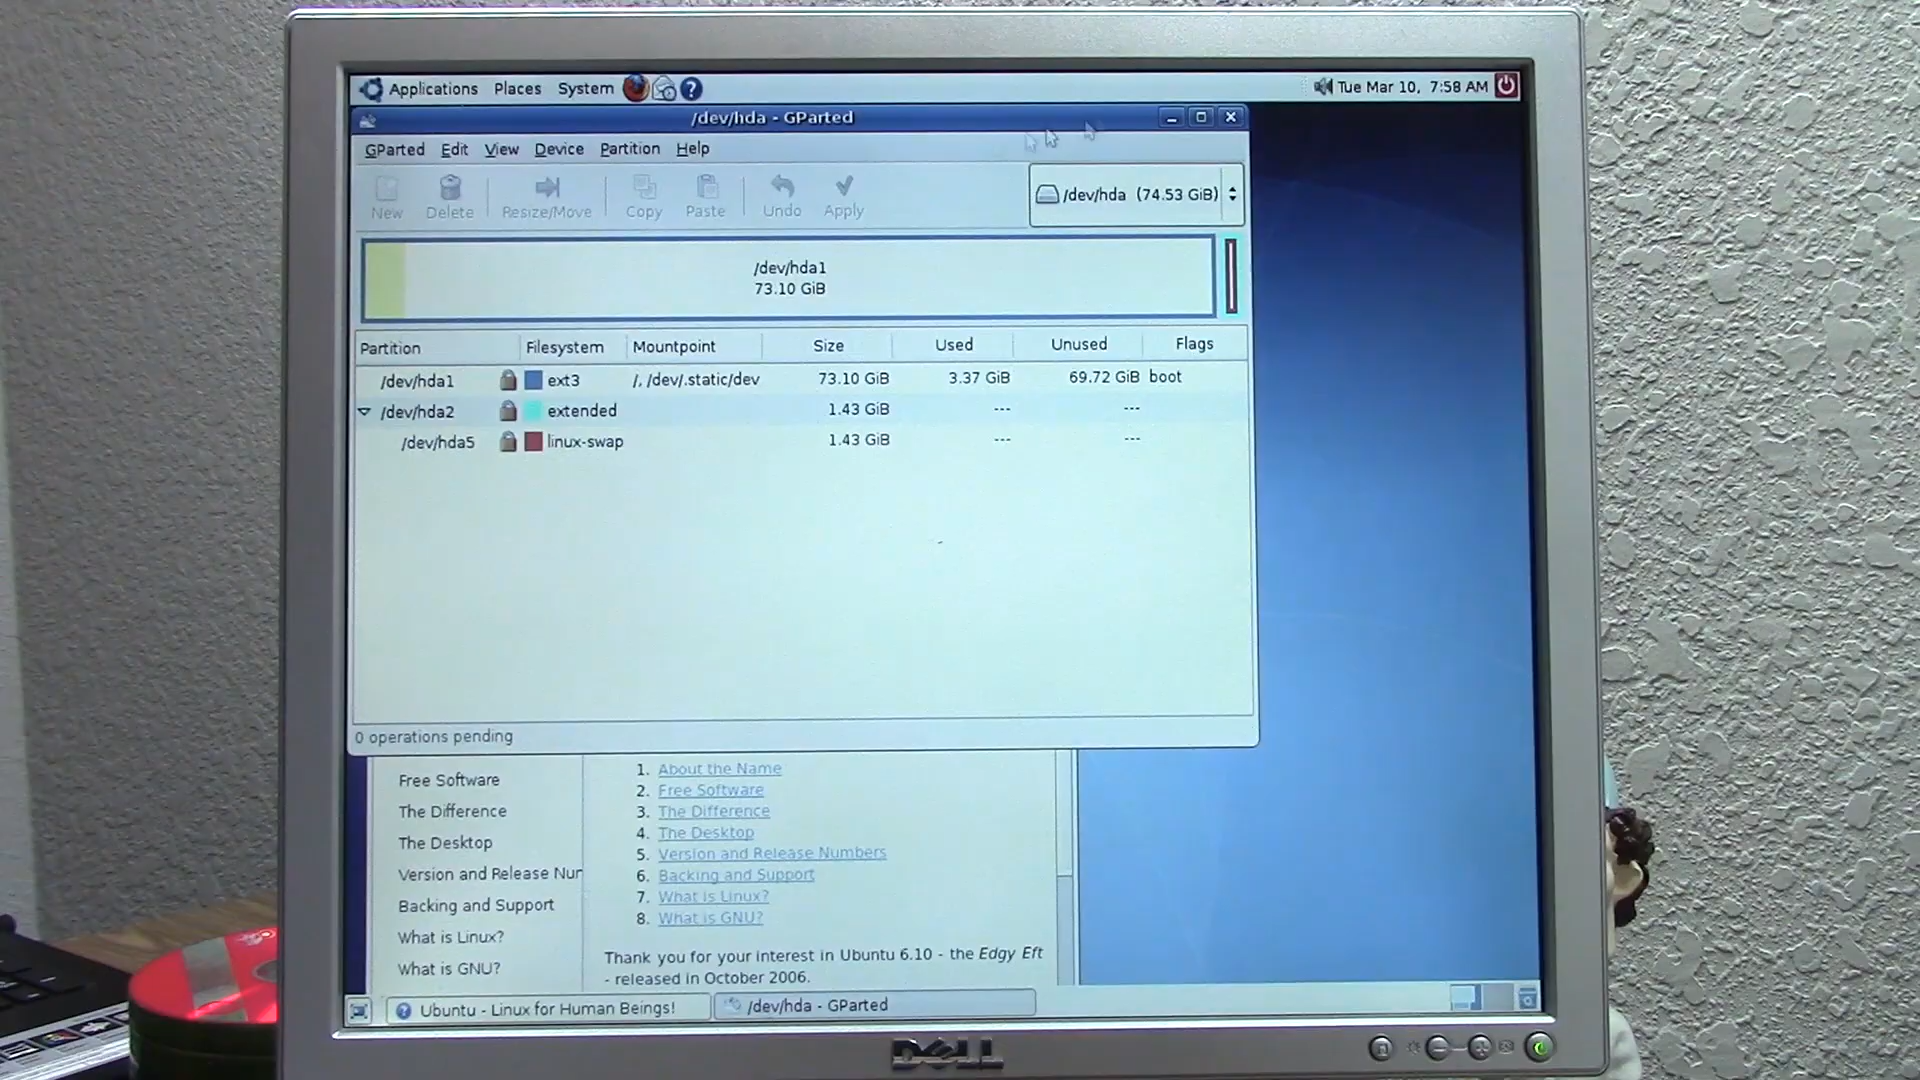 Applications Places System
Tue Mar 10, 7:58 AM
/dev/hda - GParted
GParted Edit View Device Partition Help
New Delete Resize/Move Copy Paste Undo Apply
/dev/hda (74.53 GiB)
/dev/hda1
73.10 GiB
Partition Filesystem Mountpoint Size Used Unused Flags
/dev/hda1 ext3 /, /dev/.static/dev 73.10 GiB 3.37 GiB 69.72 GiB boot
/dev/hda2 extended 1.43 GiB --- ---
/dev/hda5 linux-swap 1.43 GiB --- ---
0 operations pending
Free Software
The Difference
The Desktop
Version and Release Nur
Backing and Support
What is Linux?
What is GNU?
1. About the Name
2. Free Software
3. The Difference
4. The Desktop
5. Version and Release Numbers
6. Backing and Support
7. What is Linux?
8. What is GNU?
Thank you for your interest in Ubuntu 6.10 - the Edgy Eft
- released in October 2006.
Ubuntu - Linux for Human Beings!
/dev/hda - GParted
DELL